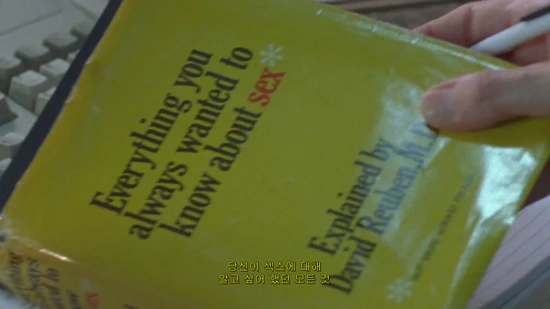 Everything you
always wanted to
know about sex*
Explained by
David Reuben, M.D.
당신이 섹스에 대해
알고 싶어 했던 모든 것